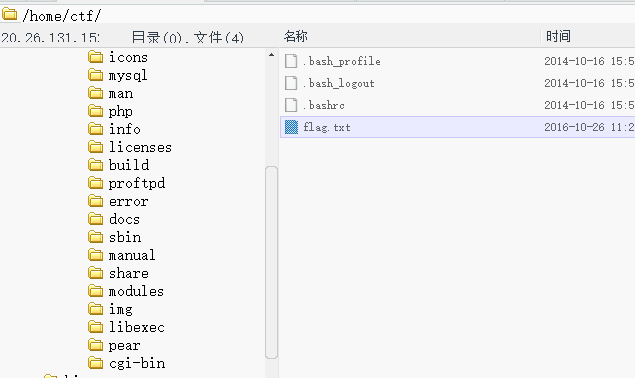 /home/ctf/
20.26.131.15: 目录(0),文件(4) 名称 时间
icons
mysql
man
php
info
licenses
build
proftpd
error
docs
sbin
manual
share
modules
img
libexec
pear
cgi-bin
.bash_profile 2014-10-16 15:5
.bash_logout 2014-10-16 15:5
.bashrc 2014-10-16 15:5
flag.txt 2016-10-26 11:2